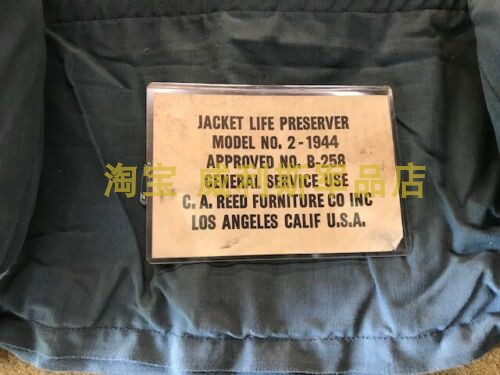 JACKET LIFE PRESERVER
MODEL NO. 2-1944
APPROVED NO. B-258
GENERAL SERVICE USE
C. A. REED FURNITURE CO INC
LOS ANGELES CALIF U.S.A.
淘宝
军品店